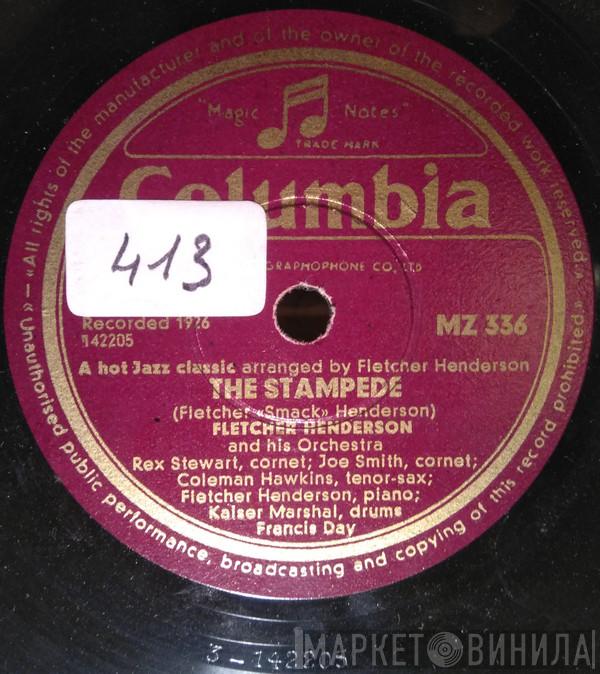 "Magic Notes"
TRADE MARK
Columbia
413
GRAPHOPHONE CO., LTD
Recorded 1926
142205
MZ 336
A hot Jazz classic arranged by Fletcher Henderson
THE STAMPEDE
(Fletcher «Smack» Henderson)
FLETCHER HENDERSON
and his Orchestra
Rex Stewart, cornet; Joe Smith, cornet;
Coleman Hawkins, tenor-sax;
Fletcher Henderson, piano;
Kaiser Marshal, drums
Francis Day
«All rights of the manufacturer and of the owner of the recorded work reserved» — «Unauthorised public performance, broadcasting and copying of this record prohibited.»
3-142205
МАРКЕТ ВИНИЛА